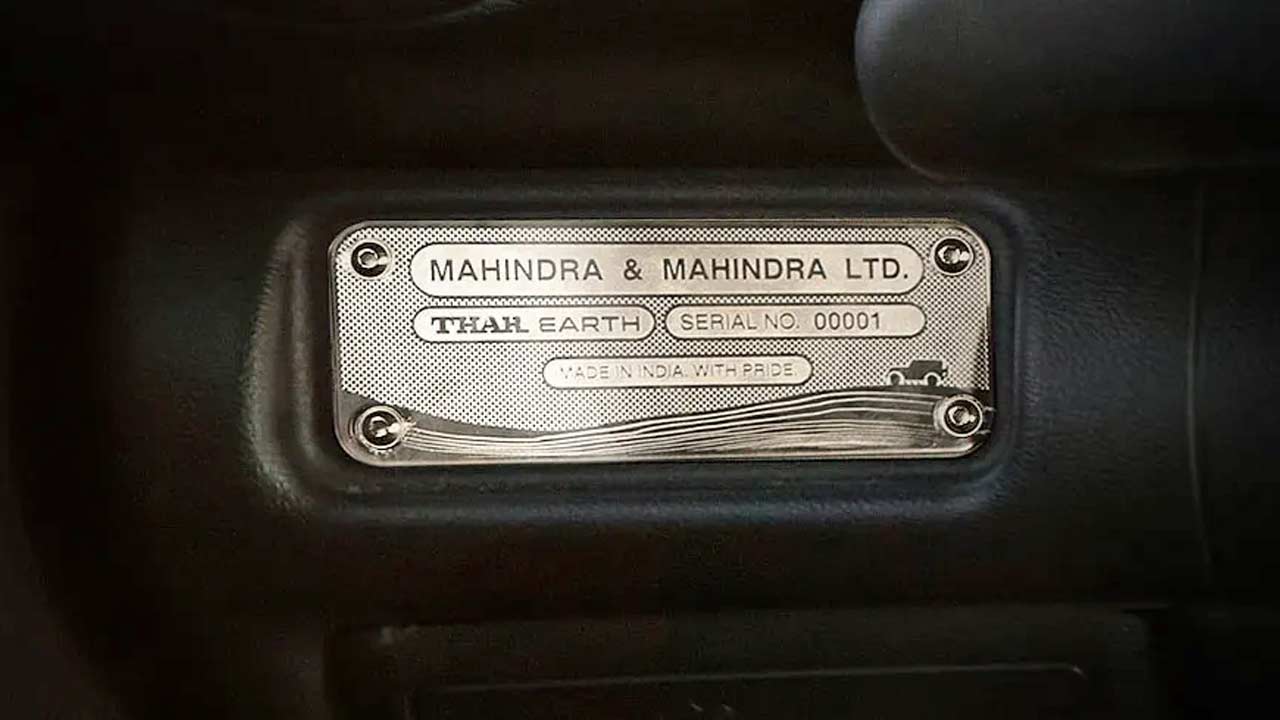 MAHINDRA & MAHINDRA LTD.
THAR EARTH SERIAL NO. 00001
MADE IN INDIA. WITH PRIDE